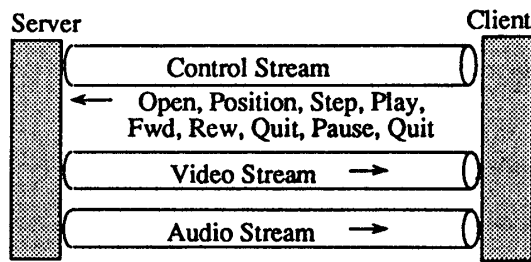 Server
Client
Control Stream
Open, Position, Step, Play,
Fwd, Rew, Quit, Pause, Quit
Video Stream
Audio Stream